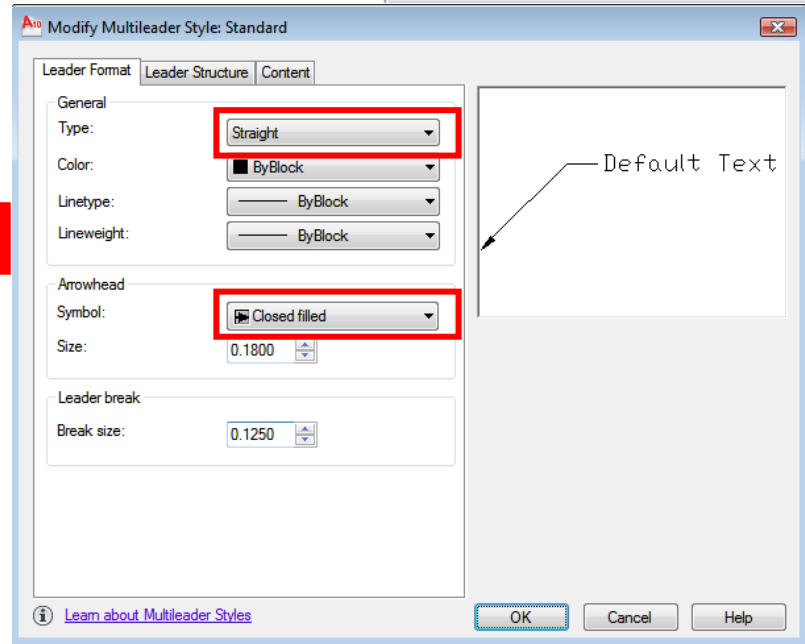 A10 Modify Multileader Style: Standard
Leader Format Leader Structure Content
General
Type: Straight
Color: ByBlock
Linetype: ByBlock
Lineweight: ByBlock
Arrowhead
Symbol: Closed filled
Size: 0.1800
Leader break
Break size: 0.1250
Default Text
Learn about Multileader Styles
OK Cancel Help